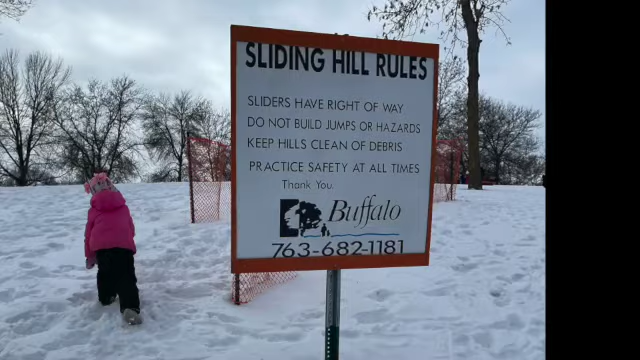 SLIDING HILL RULES
SLIDERS HAVE RIGHT OF WAY
DO NOT BUILD JUMPS OR HAZARDS
KEEP HILLS CLEAN OF DEBRIS
PRACTICE SAFETY AT ALL TIMES
Thank You
Buffalo
763-682-1181